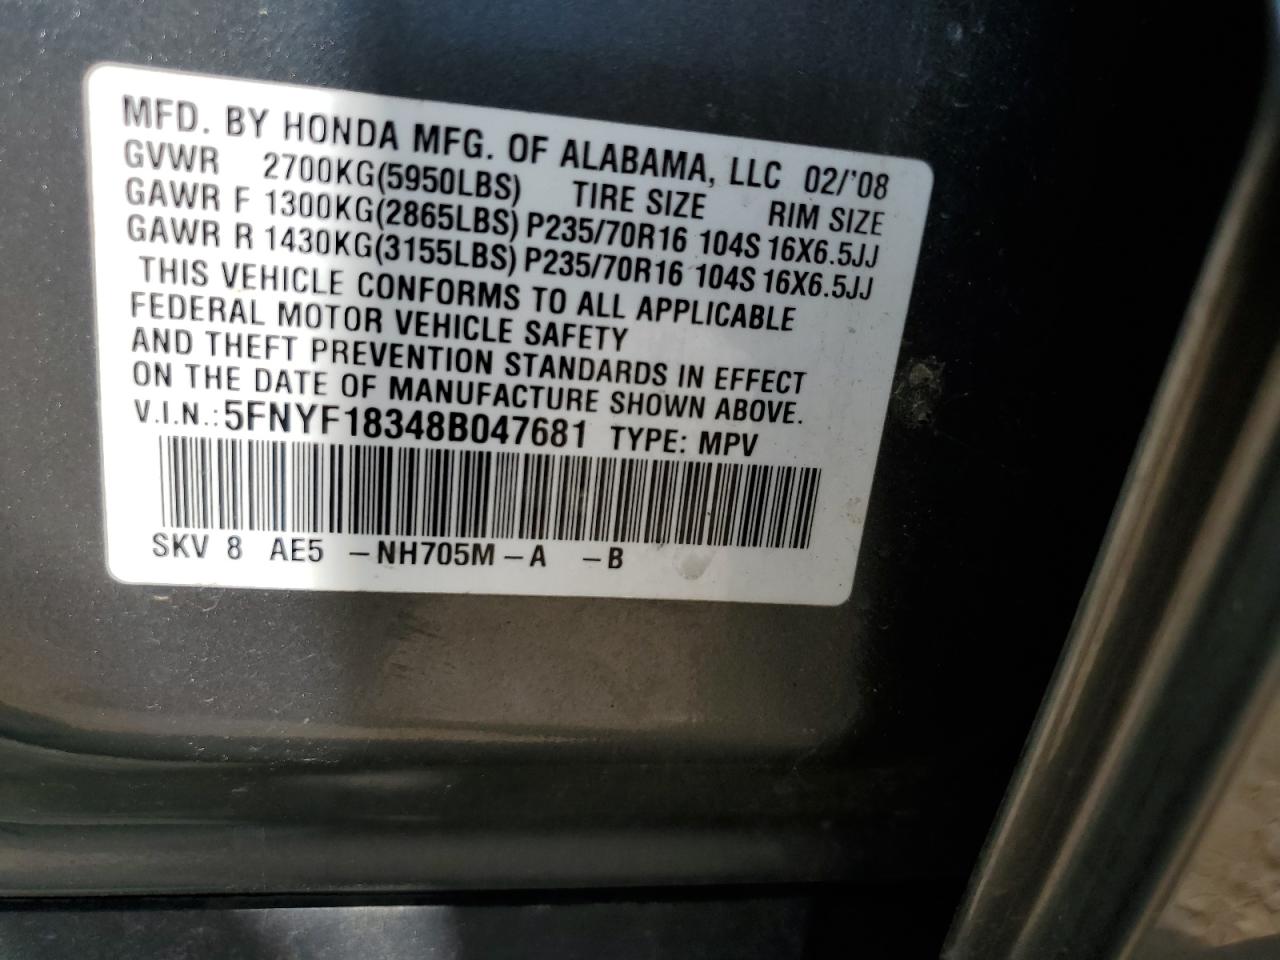 MFD. BY HONDA MFG. OF ALABAMA, LLC 02/'08
GVWR 2700KG(5950LBS) TIRE SIZE RIM SIZE
GAWR F 1300KG(2865LBS) P235/70R16 104S 16X6.5JJ
GAWR R 1430KG(3155LBS) P235/70R16 104S 16X6.5JJ
THIS VEHICLE CONFORMS TO ALL APPLICABLE
FEDERAL MOTOR VEHICLE SAFETY
AND THEFT PREVENTION STANDARDS IN EFFECT
ON THE DATE OF MANUFACTURE SHOWN ABOVE.
V.I.N.: 5FNYF18348B047681 TYPE: MPV
SKV 8 AE5 -NH705M-A -B